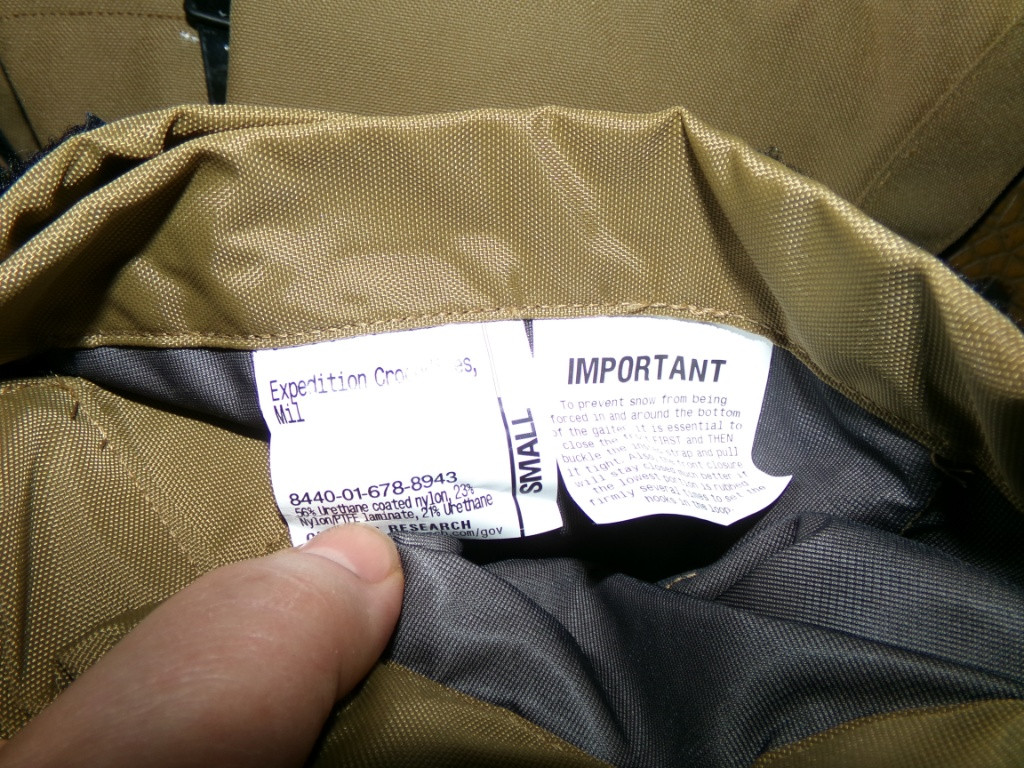 Expedition
Mil
8440-01-678-8943
56% Urethane coated nylon, 23%
Nylon/PTFE laminate, 21% Urethane
RESEARCH
.com/gov
SMALL
IMPORTANT
To prevent snow from being
forced in and around the bottom
of the gaiter, it is essential to
close the FIRST and THEN
buckle the strap and pull
it tight. Also, the front closure
will stay closed better if
the lowest portion is rubbed
firmly several times to set the
hooks in the loop.